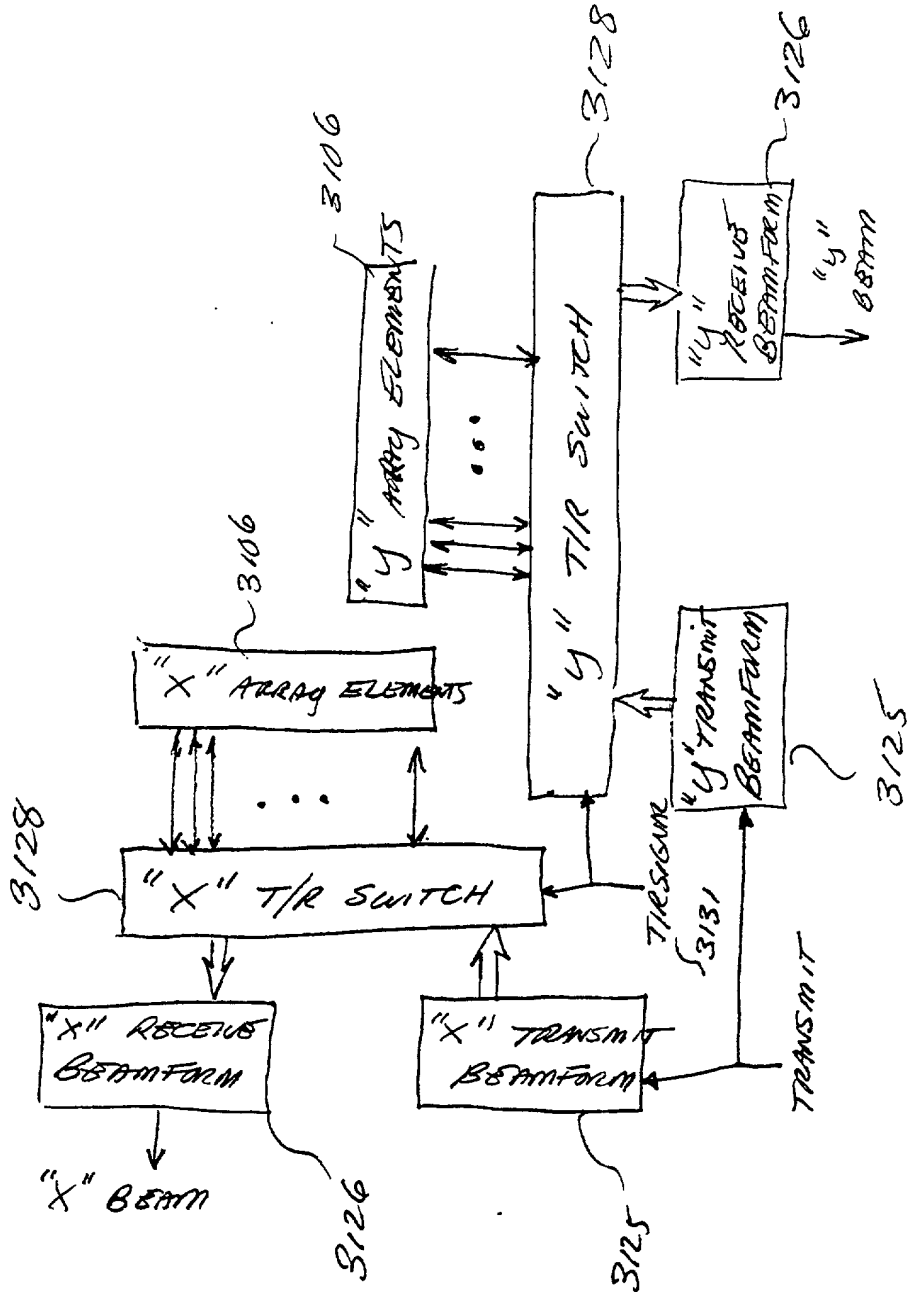 3128
3106
"X" ARRAY ELEMENTS
3106
"Y" ARRAY ELEMENTS
"X" T/R SWITCH
"Y" T/R SWITCH
3128
"X" RECEIVE
BEAMFORM
"X" BEAM
3126
"X" TRANSMIT
BEAMFORM
3125
T/R SIGNAL
3131
TRANSMIT
"Y" TRANSMIT
BEAMFORM
3125
"Y"
RECEIVE
BEAMFORM
3126
"Y"
BEAM